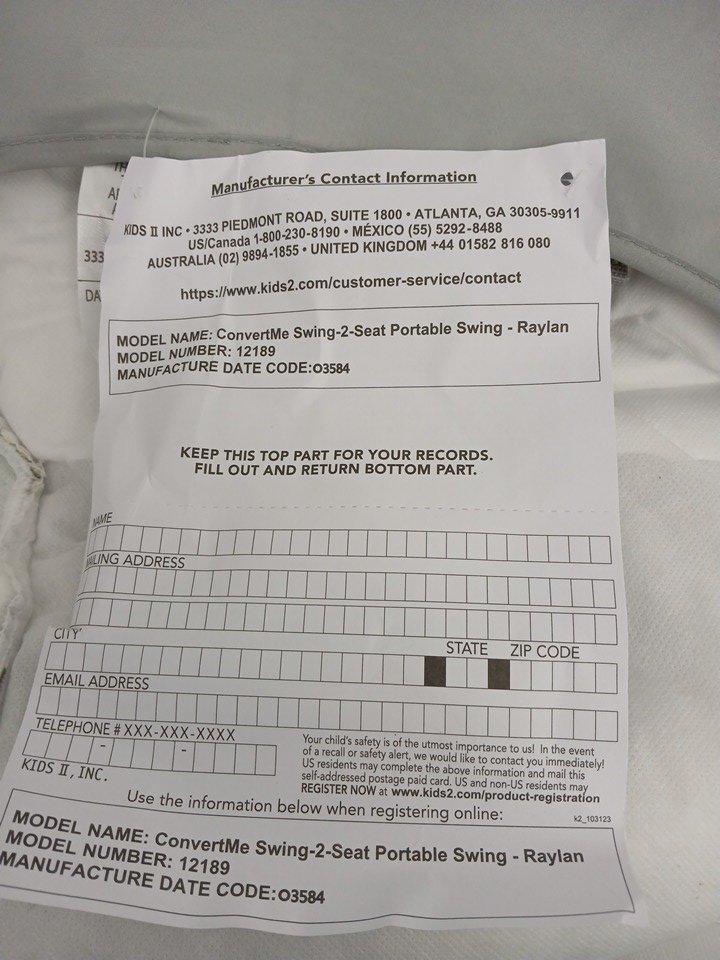 Manufacturer's Contact Information
KIDS II INC • 3333 PIEDMONT ROAD, SUITE 1800 • ATLANTA, GA 30305-9911
US/Canada 1-800-230-8190 • MÉXICO (55) 5292-8488
AUSTRALIA (02) 9894-1855 • UNITED KINGDOM +44 01582 816 080
https://www.kids2.com/customer-service/contact
333
DA
MODEL NAME: ConvertMe Swing-2-Seat Portable Swing - Raylan
MODEL NUMBER: 12189
MANUFACTURE DATE CODE:O3584
KEEP THIS TOP PART FOR YOUR RECORDS.
FILL OUT AND RETURN BOTTOM PART.
NAME
MAILING ADDRESS
CITY
STATE ZIP CODE
EMAIL ADDRESS
TELEPHONE # XXX-XXX-XXXX
- -
KIDS II, INC.
Your child's safety is of the utmost importance to us! In the event
of a recall or safety alert, we would like to contact you immediately!
US residents may complete the above information and mail this
self-addressed postage paid card. US and non-US residents may
REGISTER NOW at www.kids2.com/product-registration
Use the information below when registering online:
k2_103123
MODEL NAME: ConvertMe Swing-2-Seat Portable Swing - Raylan
MODEL NUMBER: 12189
MANUFACTURE DATE CODE:O3584